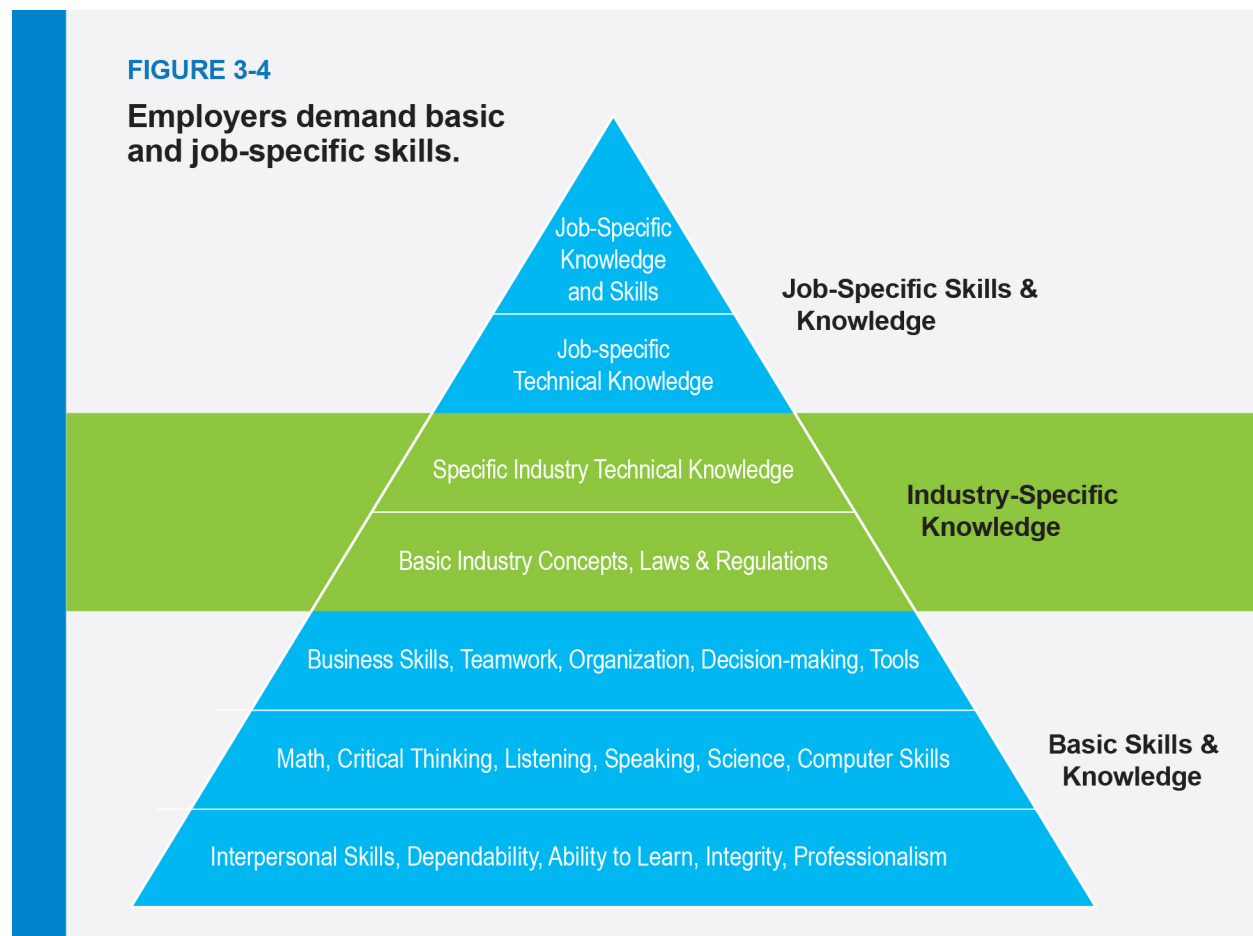 FIGURE 3-4
Employers demand basic
and job-specific skills.
Job-Specific
Knowledge
and Skills
Job-Specific Skills &
Knowledge
Job-specific
Technical Knowledge
Specific Industry Technical Knowledge
Industry-Specific
Knowledge
Basic Industry Concepts, Laws & Regulations
Business Skills, Teamwork, Organization, Decision-making, Tools
Math, Critical Thinking, Listening, Speaking, Science, Computer Skills
Basic Skills &
Knowledge
Interpersonal Skills, Dependability, Ability to Learn, Integrity, Professionalism